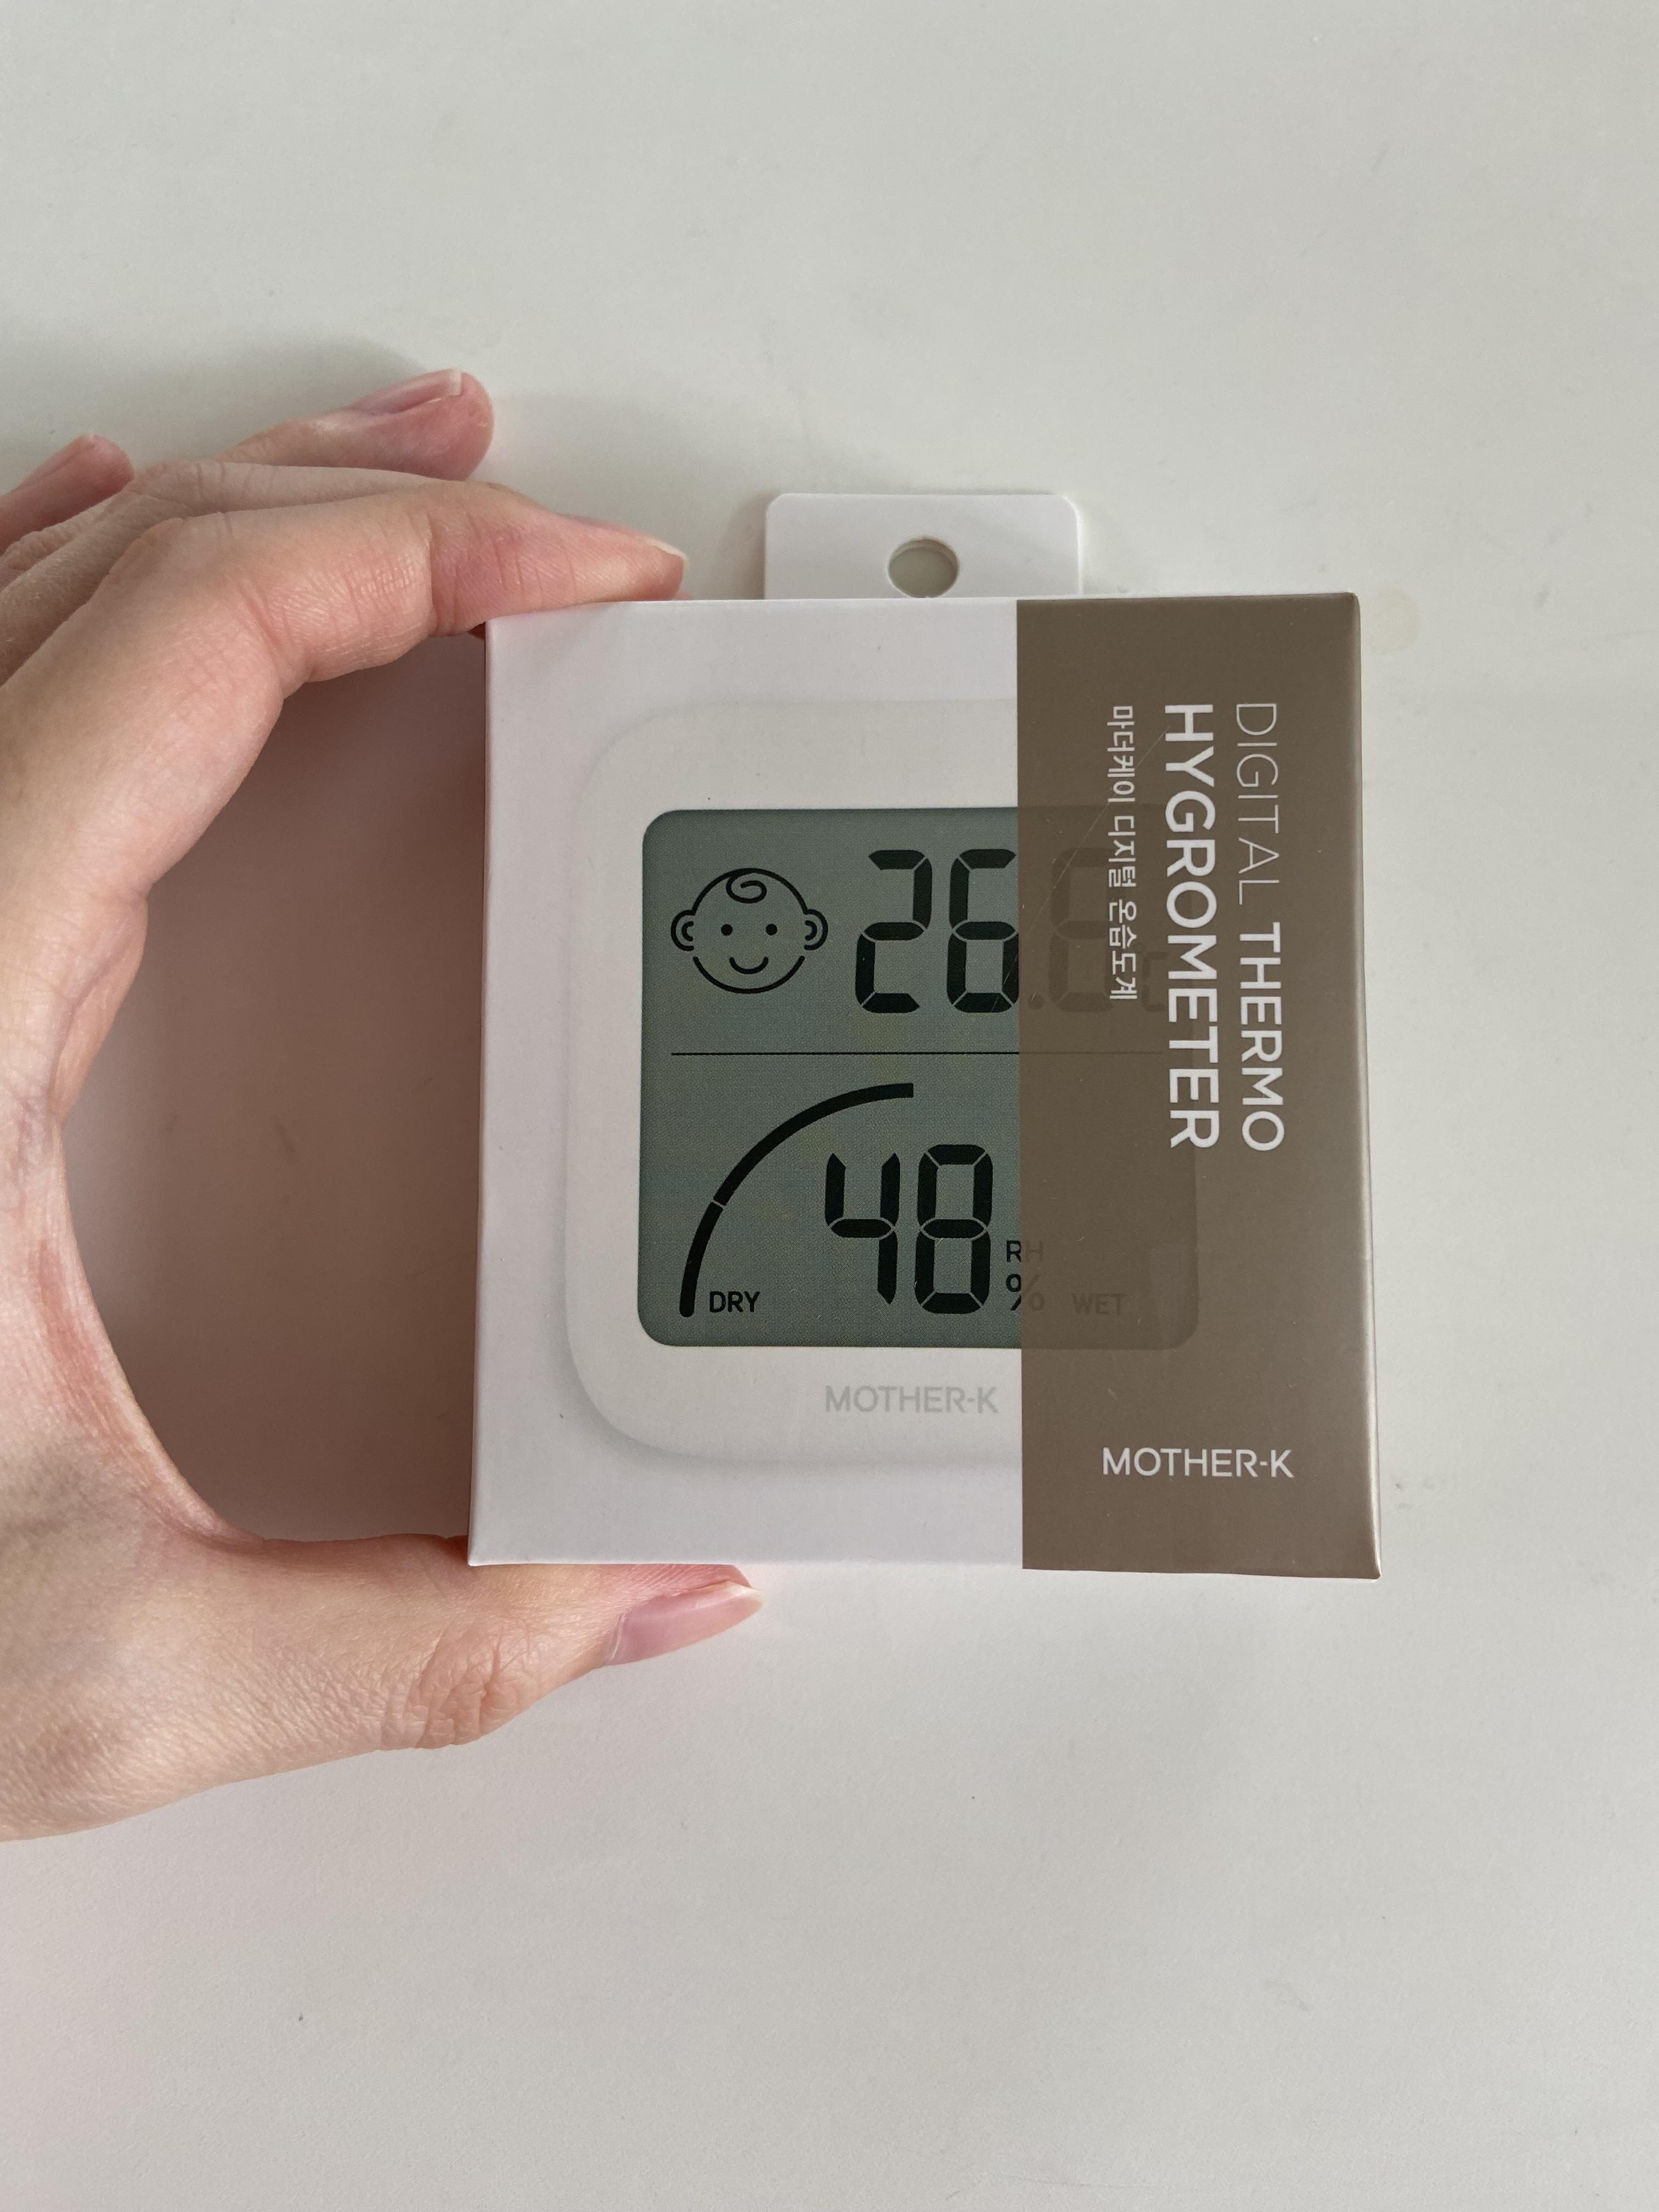 26.8
°C
48
RH
%
DRY
WET
MOTHER-K
DIGITAL THERMO
HYGROMETER
마더케이 디지털 온습도계
MOTHER-K